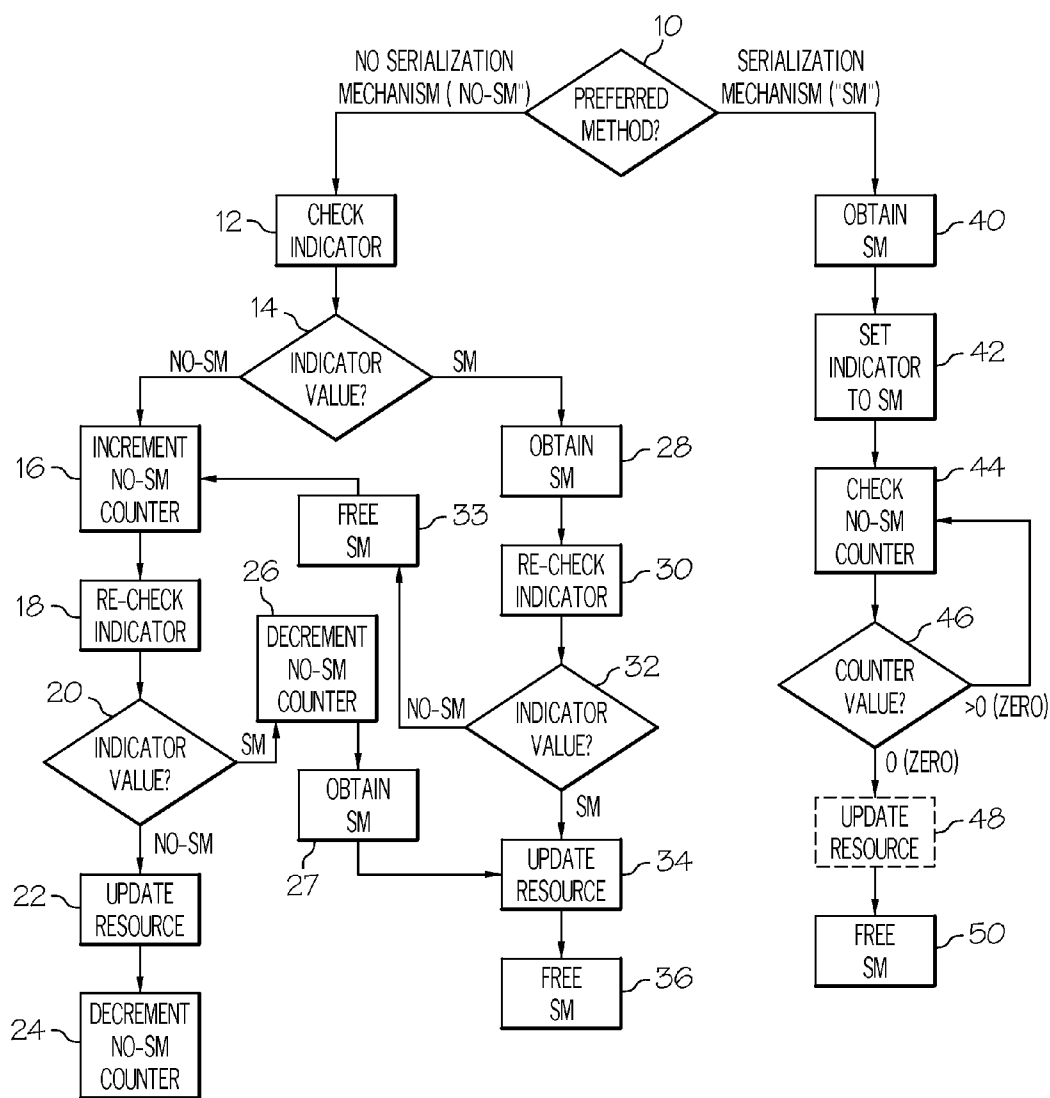 10
NO SERIALIZATION
MECHANISM ( NO-SM")
PREFERRED
METHOD?
SERIALIZATION
MECHANISM ("SM")
12
CHECK
INDICATOR
OBTAIN
SM
40
14
INDICATOR
VALUE?
NO-SM
SM
SET
INDICATOR
TO SM
42
16
INCREMENT
NO-SM
COUNTER
OBTAIN
SM
28
FREE
SM
33
CHECK
NO-SM
COUNTER
44
18
RE-CHECK
INDICATOR
26
DECREMENT
NO-SM
COUNTER
RE-CHECK
INDICATOR
30
46
COUNTER
VALUE?
>0 (ZERO)
0 (ZERO)
20
INDICATOR
VALUE?
SM
NO-SM
32
INDICATOR
VALUE?
NO-SM
SM
OBTAIN
SM
27
UPDATE
RESOURCE
48
22
UPDATE
RESOURCE
UPDATE
RESOURCE
34
FREE
SM
50
24
DECREMENT
NO-SM
COUNTER
FREE
SM
36